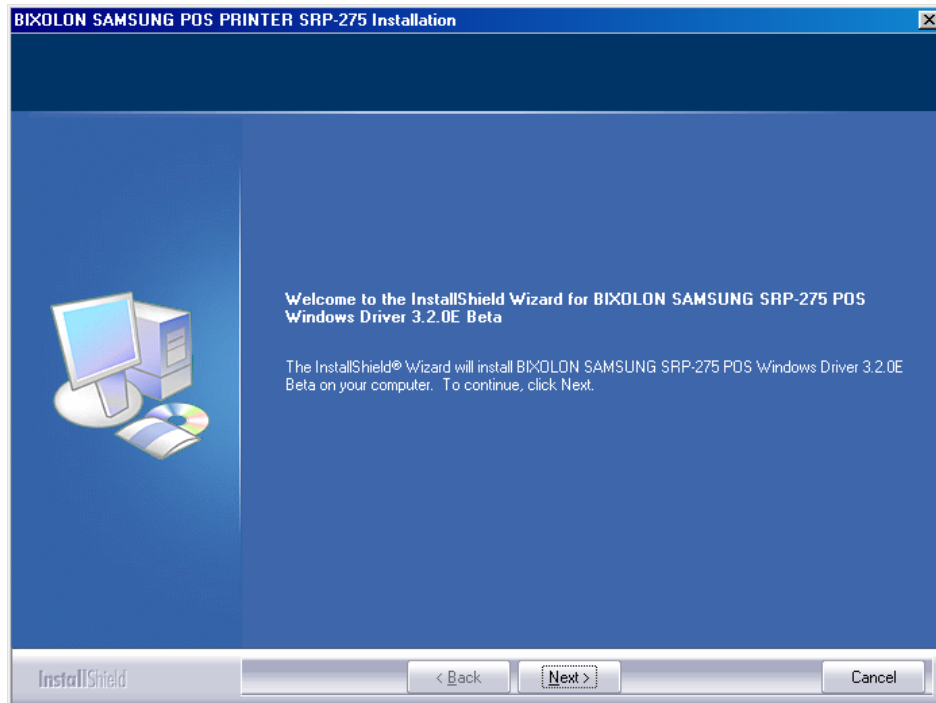 BIXOLON SAMSUNG POS PRINTER SRP-275 Installation
Welcome to the InstallShield Wizard for BIXOLON SAMSUNG SRP-275 POS
Windows Driver 3.2.0E Beta
The InstallShield® Wizard will install BIXOLON SAMSUNG SRP-275 POS Windows Driver 3.2.0E
Beta on your computer. To continue, click Next.
InstallShield
< Back
Next >
Cancel